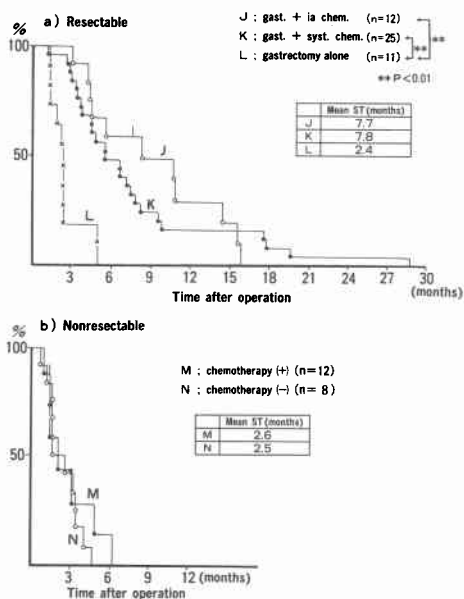 a) Resectable
J ; gast. + ia chem. (n=12)
K ; gast. + syst. chem. (n=25)
L ; gastrectomy alone (n=11)
**
**
** P<0.01
%
100
50
J
K
L
Mean ST (months)
J 7.7
K 7.8
L 2.4
3 6 9 12 15 18 21 24 27 30
(months)
Time after operation
b) Nonresectable
%
100
50
M
N
M ; chemotherapy (+) (n=12)
N ; chemotherapy (-) (n= 8)
Mean ST (months)
M 2.6
N 2.5
3 6 9 12 (months)
Time after operation